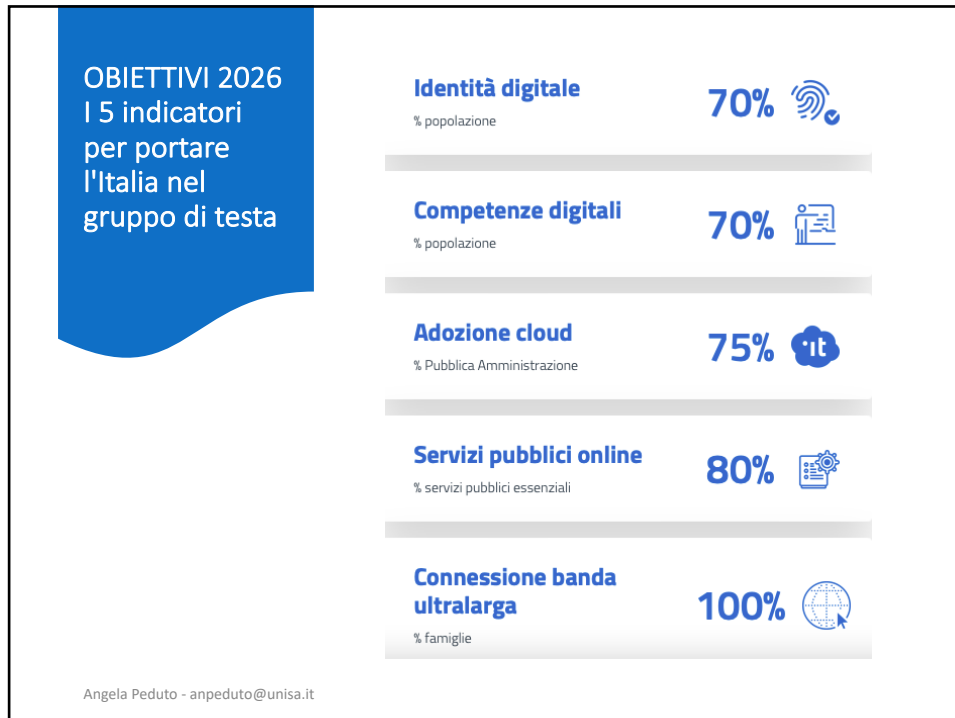 OBIETTIVI 2026
I 5 indicatori
per portare
l'Italia nel
gruppo di testa
Identità digitale
% popolazione
70%
Competenze digitali
% popolazione
70%
Adozione cloud
% Pubblica Amministrazione
75%
·it
Servizi pubblici online
% servizi pubblici essenziali
80%
Connessione banda
ultralarga
% famiglie
100%
Angela Peduto - anpeduto@unisa.it